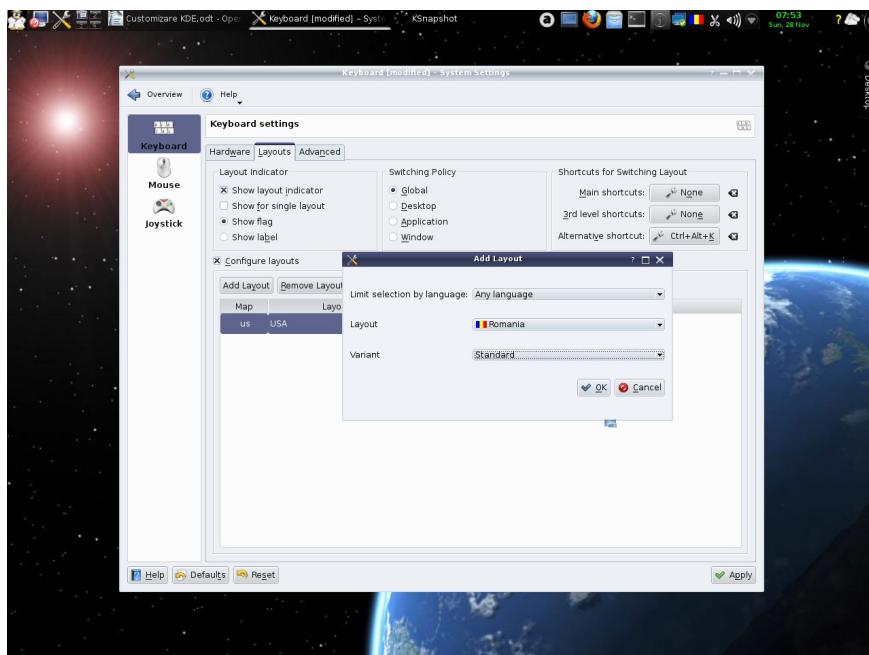 Customizare KDE.odt - Ope
Keyboard [modified] – Syste
KSnapshot
07:53
Sun, 28 Nov
Keyboard [modified] – System Settings
Overview
Help
Keyboard
Mouse
Joystick
Keyboard settings
Hardware Layouts Advanced
Layout Indicator
Show layout indicator
Show for single layout
Show flag
Show label
Switching Policy
Global
Desktop
Application
Window
Shortcuts for Switching Layout
Main shortcuts: None
3rd level shortcuts: None
Alternative shortcut: Ctrl+Alt+K
Configure layouts
Add Layout Remove Layout
Map
us USA
Add Layout
Limit selection by language: Any language
Layout Romania
Variant Standard
OK Cancel
Help Defaults Reset
Apply